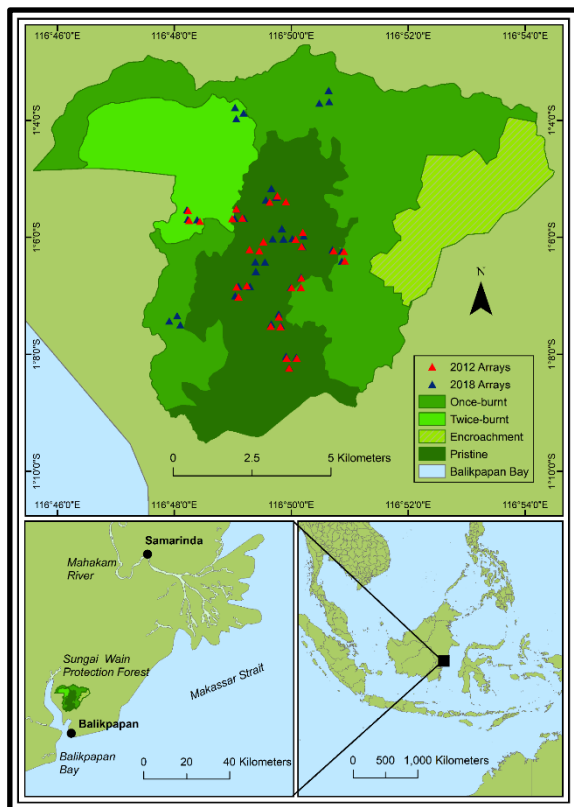 116°46'0"E 116°48'0"E 116°50'0"E 116°52'0"E 116°54'0"E
1°4'0"S
1°6'0"S
1°8'0"S
1°10'0"S
1°4'0"S
1°6'0"S
1°8'0"S
1°10'0"S
N
2012 Arrays
2018 Arrays
Once-burnt
Twice-burnt
Encroachment
Pristine
Balikpapan Bay
0 2.5 5 Kilometers
116°46'0"E 116°48'0"E 116°50'0"E 116°52'0"E 116°54'0"E
Samarinda
Mahakam
River
Sungai Wain
Protection Forest
Makassar Strait
Balikpapan
Balikpapan
Bay
0 20 40 Kilometers
0 500 1,000 Kilometers